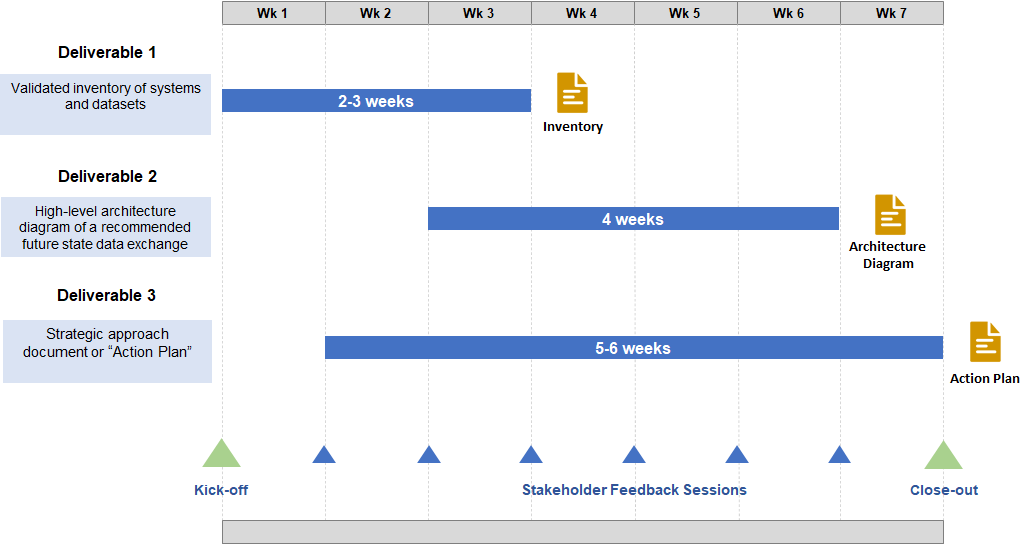 Wk 1 Wk 2 Wk 3 Wk 4 Wk 5 Wk 6 Wk 7
Deliverable 1
Validated inventory of systems
and datasets
2-3 weeks
Inventory
Deliverable 2
High-level architecture
diagram of a recommended
future state data exchange
4 weeks
Architecture
Diagram
Deliverable 3
Strategic approach
document or “Action Plan”
5-6 weeks
Action Plan
Kick-off
Stakeholder Feedback Sessions
Close-out